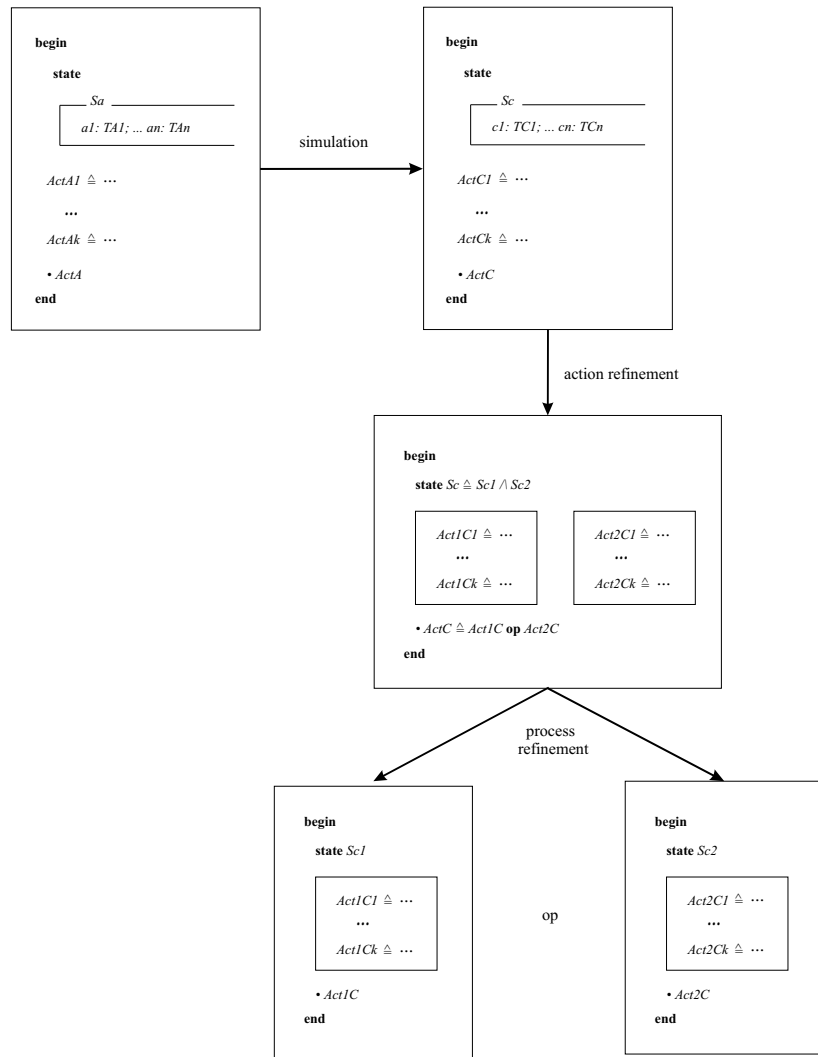 begin
state
Sa
a1: TA1; ... an: TAn
ActA1 ≙ ···
...
ActAk ≙ ···
• ActA
end
simulation
begin
state
Sc
c1: TC1; ... cn: TCn
ActC1 ≙ ···
...
ActCk ≙ ···
• ActC
end
action refinement
begin
state Sc ≙ Sc1 /\ Sc2
Act1C1 ≙ ···
...
Act1Ck ≙ ···
Act2C1 ≙ ···
...
Act2Ck ≙ ···
• ActC ≙ Act1C op Act2C
end
process
refinement
begin
state Sc1
Act1C1 ≙ ···
...
Act1Ck ≙ ···
• Act1C
end
op
begin
state Sc2
Act2C1 ≙ ···
...
Act2Ck ≙ ···
• Act2C
end